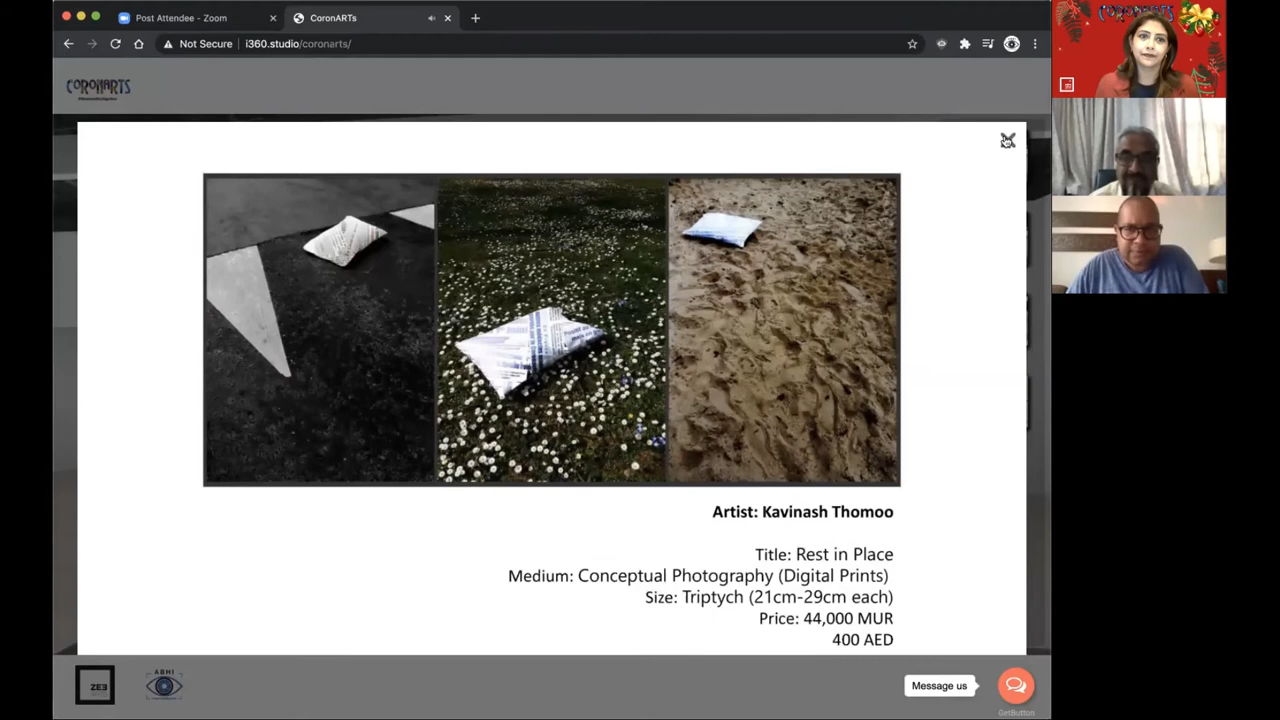 Post Attendee - Zoom
CoronARTs
Not Secure
i360.studio/coronarts/
CORONARTS
CORONARTS
Artist: Kavinash Thomoo
Title: Rest in Place
Medium: Conceptual Photography (Digital Prints)
Size: Triptych (21cm-29cm each)
Price: 44,000 MUR
400 AED
ZE3
ABHI
Message us
GetButton